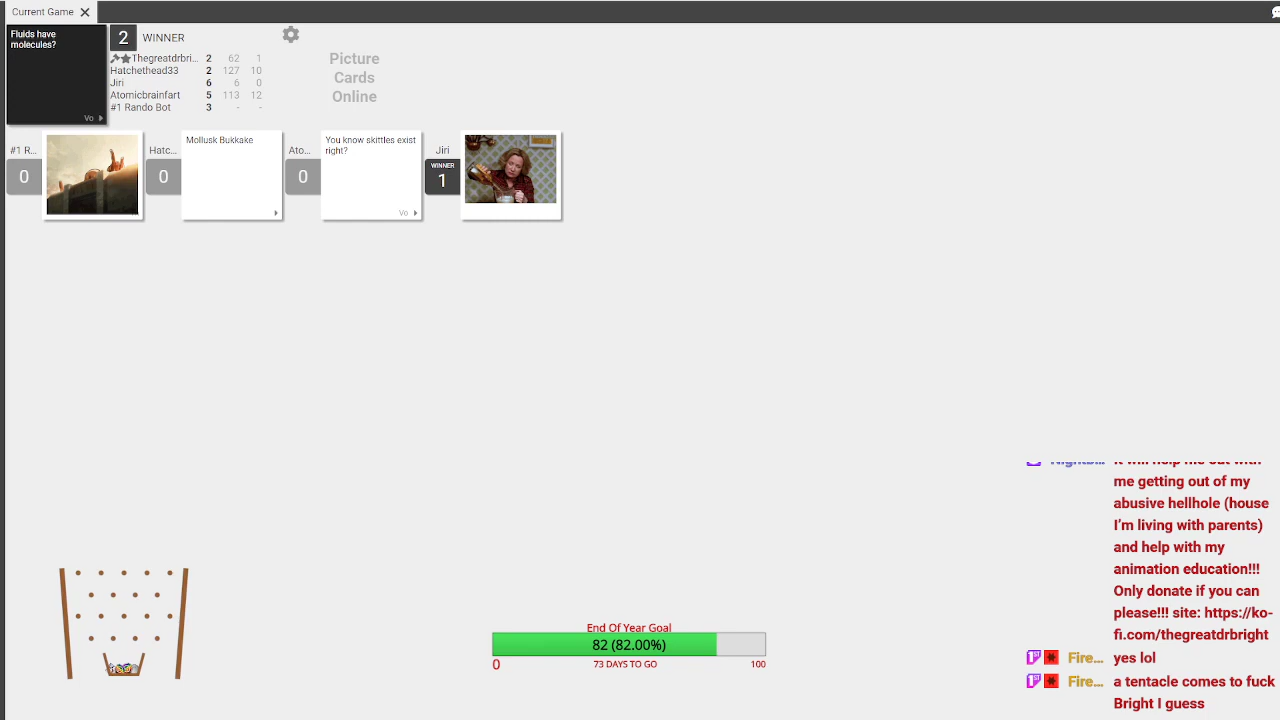 Current Game
Fluids have
molecules?
Vo
2 WINNER
Thegreatdrbri... 2 62 1
Hatchethead33 2 127 10
Jiri 6 6 0
Atomicbrainfart 5 113 12
#1 Rando Bot 3 - -
Picture
Cards
Online
#1 R...
0
Hatc...
0
Mollusk Bukkake
Ato...
0
You know skittles exist
right?
Vo
Jiri
WINNER
1
me getting out of my
abusive hellhole (house
I'm living with parents)
and help with my
animation education!!!
Only donate if you can
please!!! site: https://ko-
fi.com/thegreatdrbright
Fire... yes lol
Fire... a tentacle comes to fuck
Bright I guess
End Of Year Goal
82 (82.00%)
0 73 DAYS TO GO 100